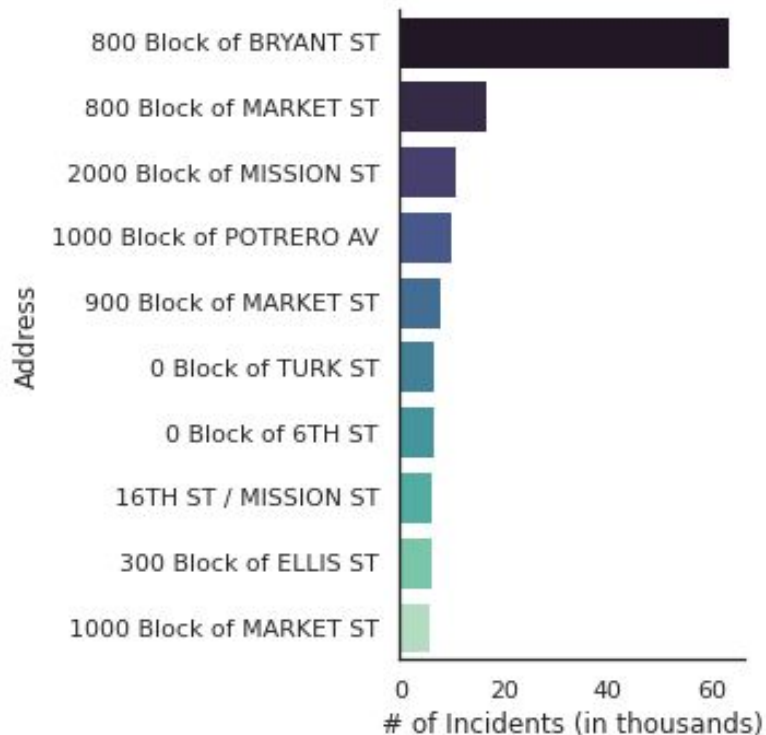 800 Block of BRYANT ST
800 Block of MARKET ST
2000 Block of MISSION ST
1000 Block of POTRERO AV
900 Block of MARKET ST
0 Block of TURK ST
0 Block of 6TH ST
16TH ST / MISSION ST
300 Block of ELLIS ST
1000 Block of MARKET ST
Address
0 20 40 60
# of Incidents (in thousands)